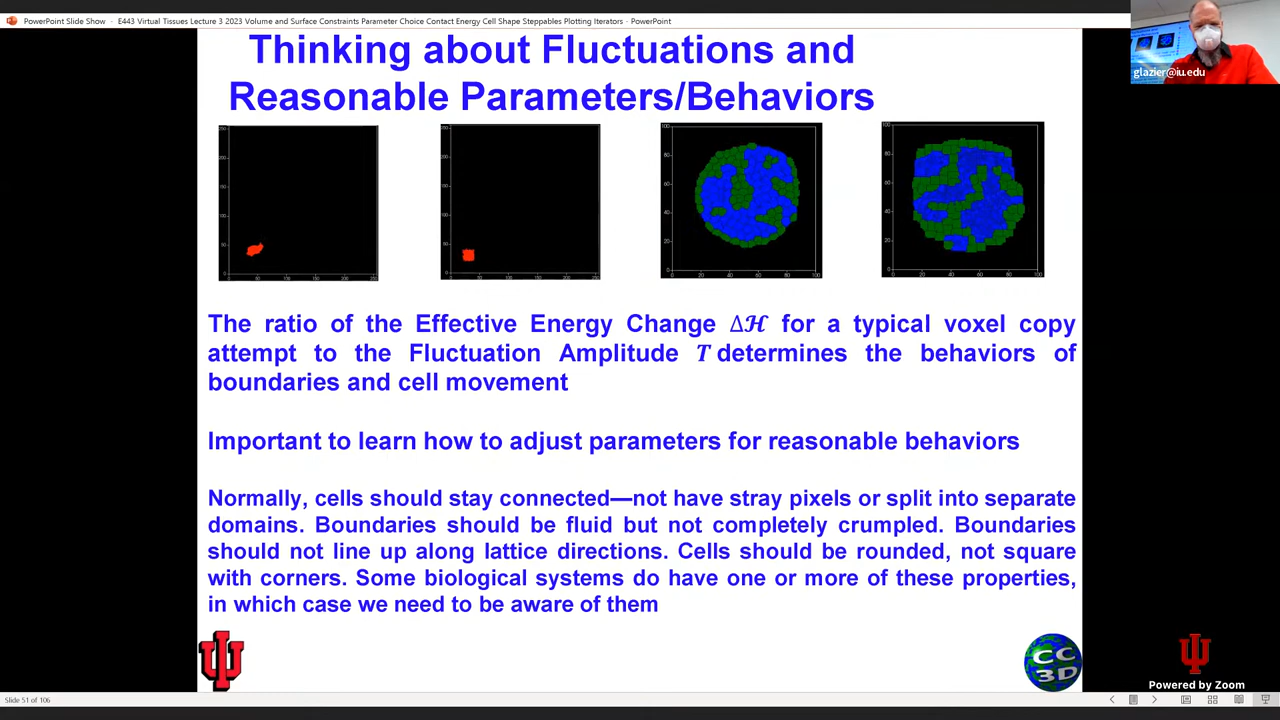 PowerPoint Slide Show - E443 Virtual Tissues Lecture 3 2023 Volume and Surface Constraints Parameter Choice Contact Energy Cell Shape Steppables Plotting Iterators - PowerPoint
glazier@iu.edu
Thinking about Fluctuations and
Reasonable Parameters/Behaviors
The ratio of the Effective Energy Change Δℋ for a typical voxel copy
attempt to the Fluctuation Amplitude T determines the behaviors of
boundaries and cell movement
Important to learn how to adjust parameters for reasonable behaviors
Normally, cells should stay connected—not have stray pixels or split into separate
domains. Boundaries should be fluid but not completely crumpled. Boundaries
should not line up along lattice directions. Cells should be rounded, not square
with corners. Some biological systems do have one or more of these properties,
in which case we need to be aware of them
CC
3D
Powered by Zoom
Slide 51 of 106